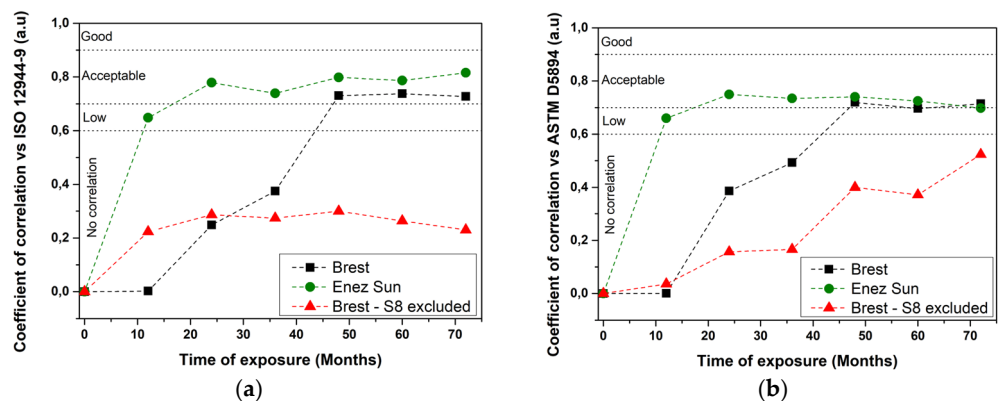 Coefficient of correlation vs ISO 12944-9 (a.u)
1,0
0,8
0,6
0,4
0,2
0,0
Good
Acceptable
Low
No correlation
Brest
Enez Sun
Brest - S8 excluded
0 10 20 30 40 50 60 70
Time of exposure (Months)
(a)
Coefficient of correlation vs ASTM D5894 (a.u)
1,0
0,8
0,6
0,4
0,2
0,0
Good
Acceptable
Low
No correlation
Brest
Enez Sun
Brest - S8 excluded
0 10 20 30 40 50 60 70
Time of exposure (Months)
(b)